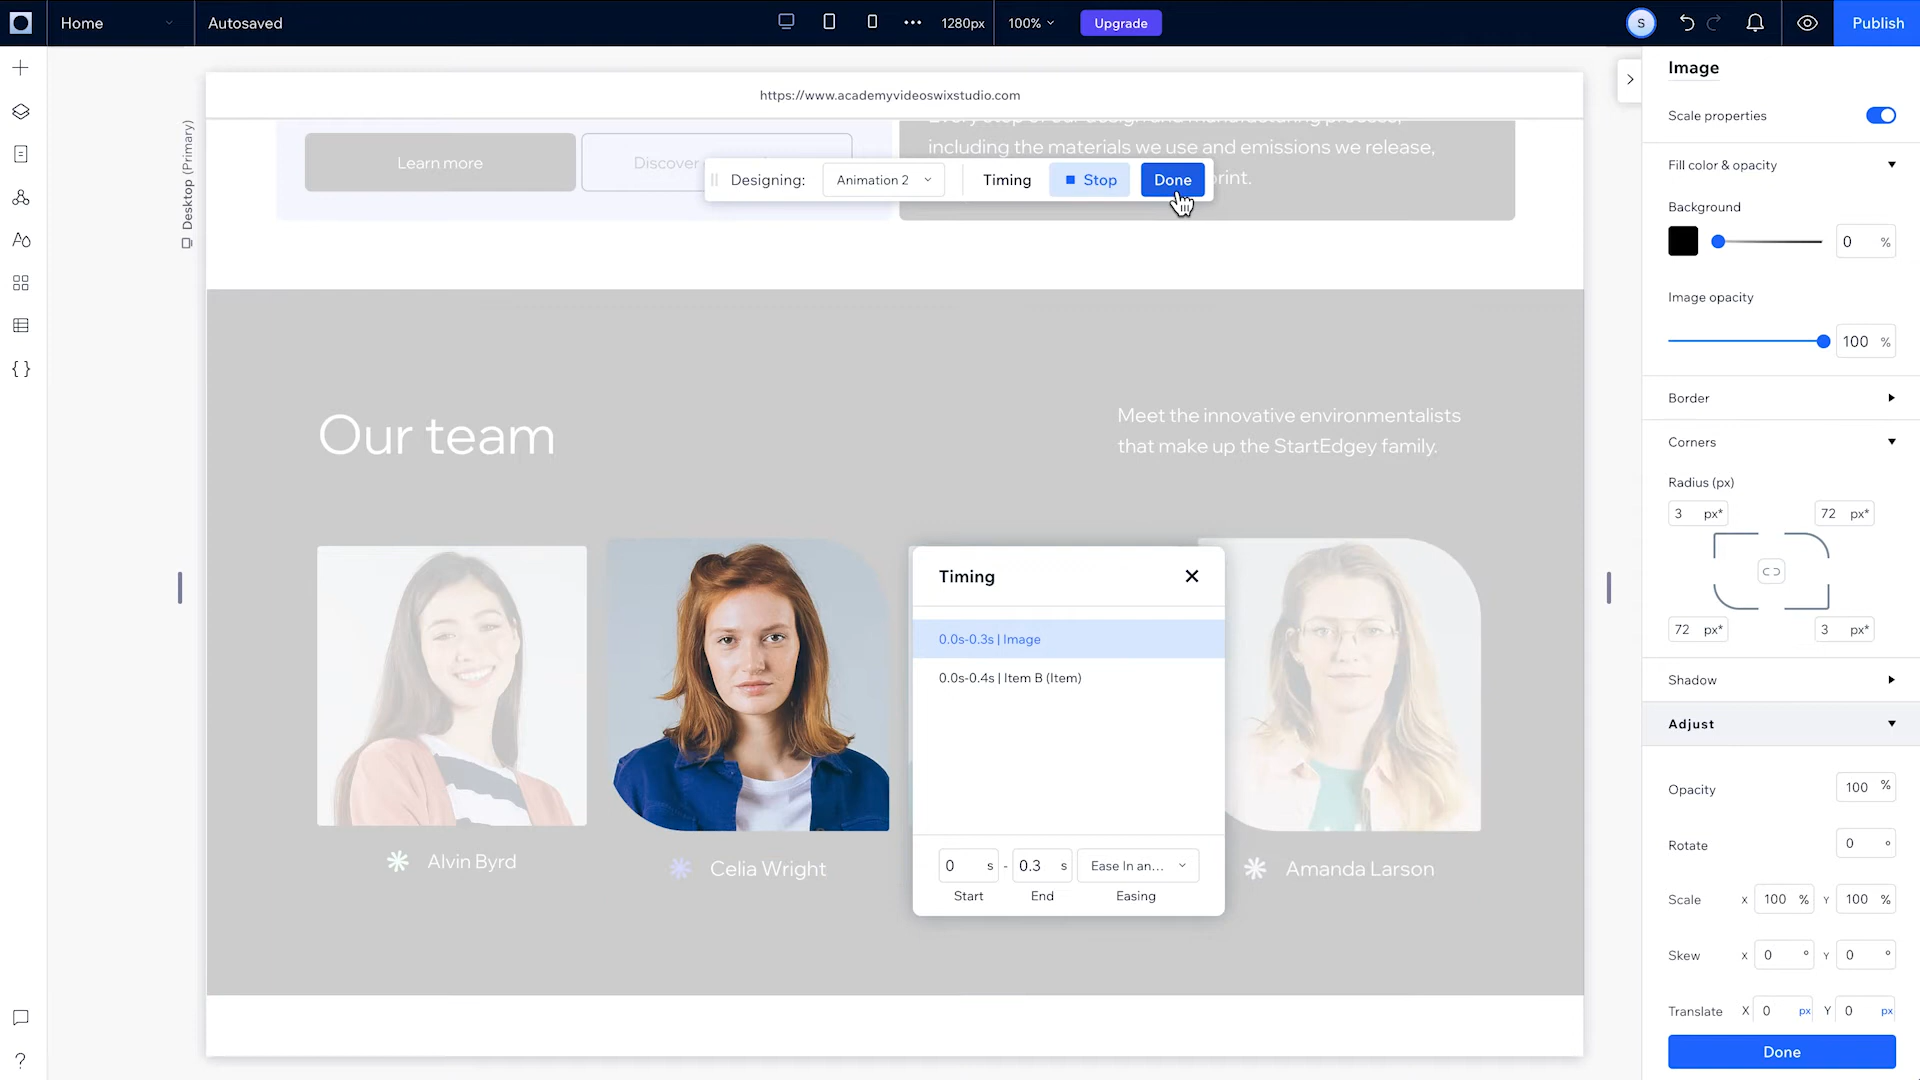 Home
Autosaved
1280px
100%
Upgrade
S
Publish
https://www.academyvideoswixstudio.com
Desktop (Primary)
Learn more
Discover
including the materials we use and emissions we release,
print.
Designing:
Animation 2
Timing
Stop
Done
Our team
Meet the innovative environmentalists
that make up the StartEdgey family.
Alvin Byrd
Celia Wright
Amanda Larson
Timing
0.0s-0.3s | Image
0.0s-0.4s | Item B (Item)
0 s - 0.3 s Ease In an...
Start End Easing
Image
Scale properties
Fill color & opacity
Background
0 %
Image opacity
100 %
Border
Corners
Radius (px)
3 px* 72 px*
72 px* 3 px*
Shadow
Adjust
Opacity 100 %
Rotate 0 °
Scale X 100 % Y 100 %
Skew X 0 ° Y 0 °
Translate X 0 px Y 0 px
Done
?